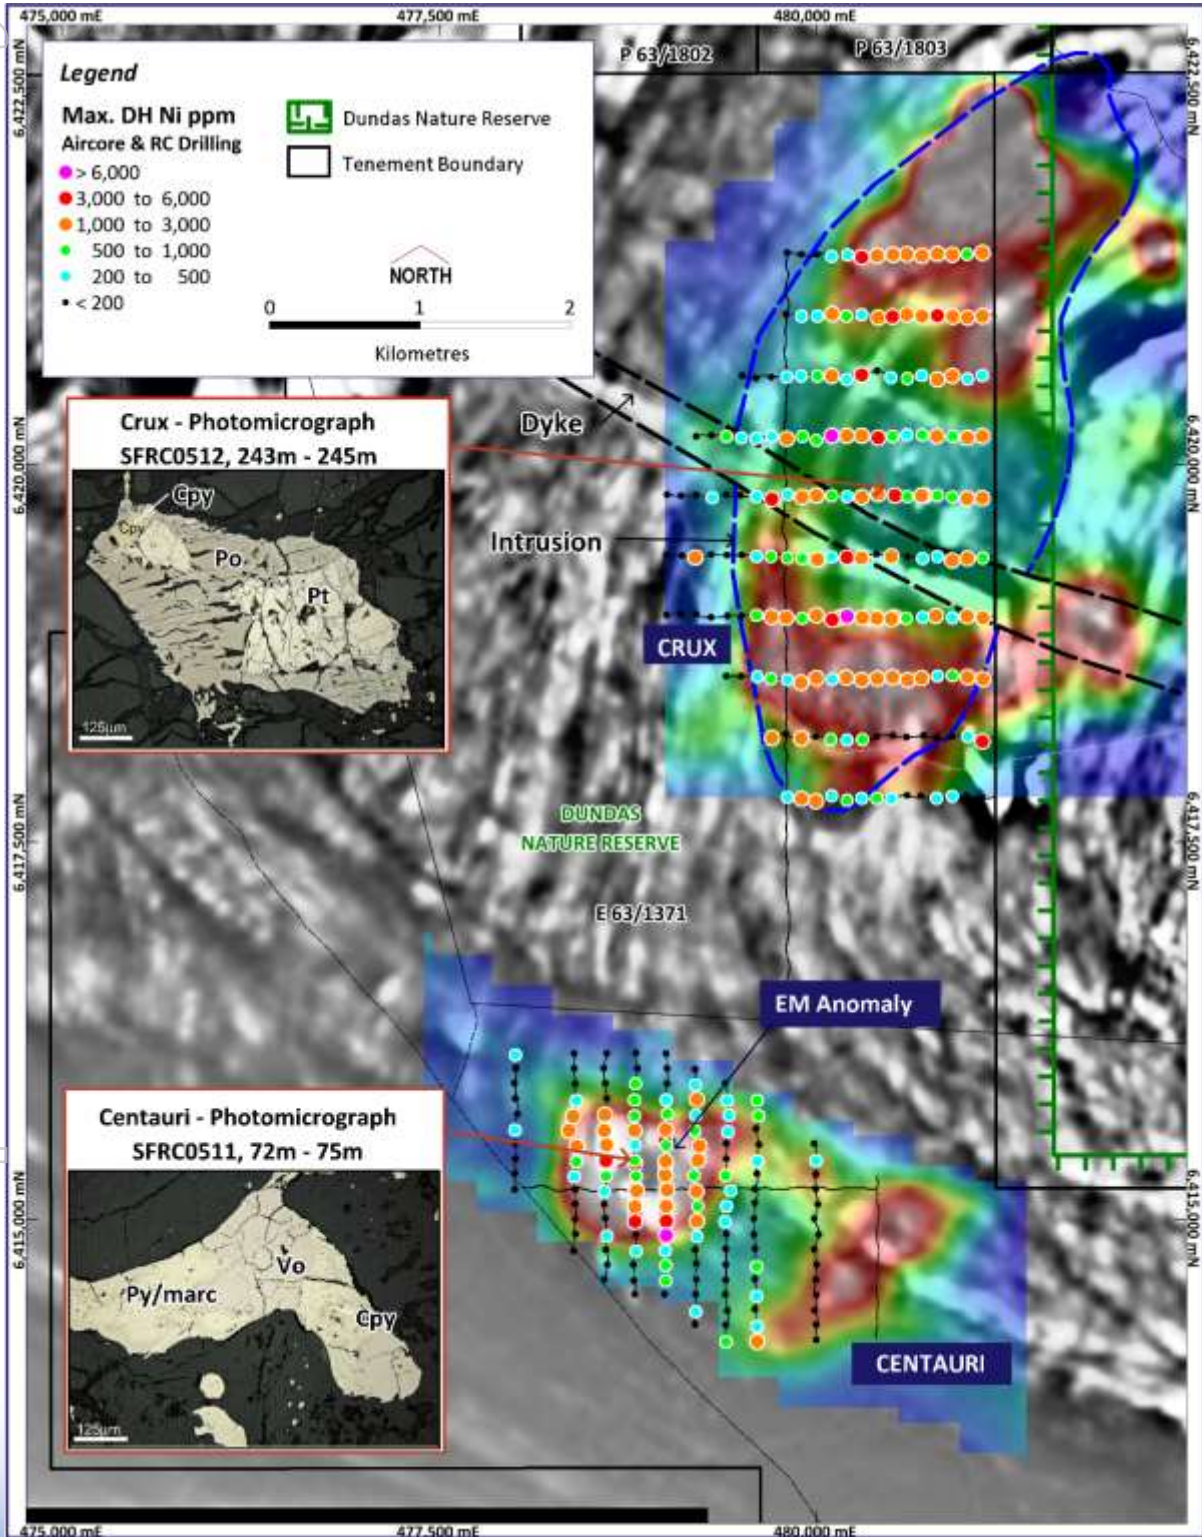 475,000 mE
477,500 mE
480,000 mE
6,422,500 mN
6,422,500 mN
P 63/1802
P 63/1803
Legend
Max. DH Ni ppm
Aircore & RC Drilling
> 6,000
3,000 to 6,000
1,000 to 3,000
500 to 1,000
200 to 500
< 200
Dundas Nature Reserve
Tenement Boundary
NORTH
0 1 2
Kilometres
Dyke
Crux - Photomicrograph
SFRC0512, 243m - 245m
Cpy
Cpy
Po
Pt
125µm
6,420,000 mN
6,420,000 mN
Intrusion
CRUX
DUNDAS
NATURE RESERVE
6,417,500 mN
6,417,500 mN
E 63/1371
EM Anomaly
Centauri - Photomicrograph
SFRC0511, 72m - 75m
Vo
Py/marc
Cpy
125µm
6,415,000 mN
6,415,000 mN
CENTAURI
475,000 mE
477,500 mE
480,000 mE